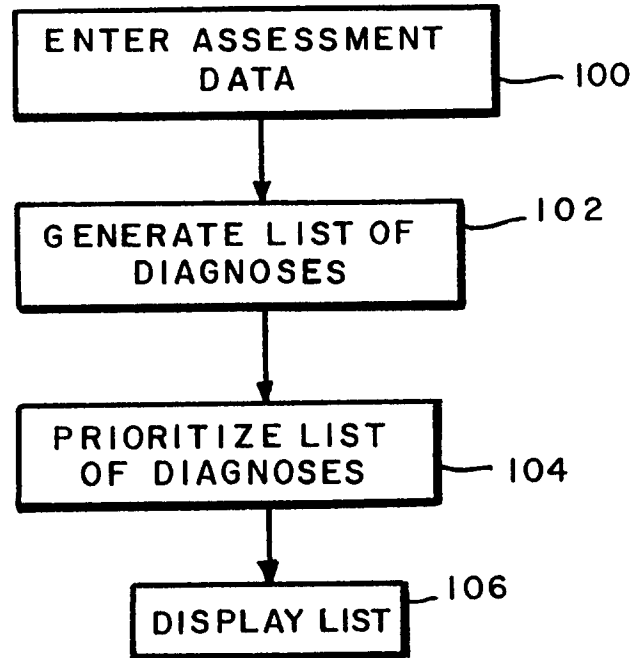 ENTER ASSESSMENT
DATA
100
GENERATE LIST OF
DIAGNOSES
102
PRIORITIZE LIST
OF DIAGNOSES
104
DISPLAY LIST
106